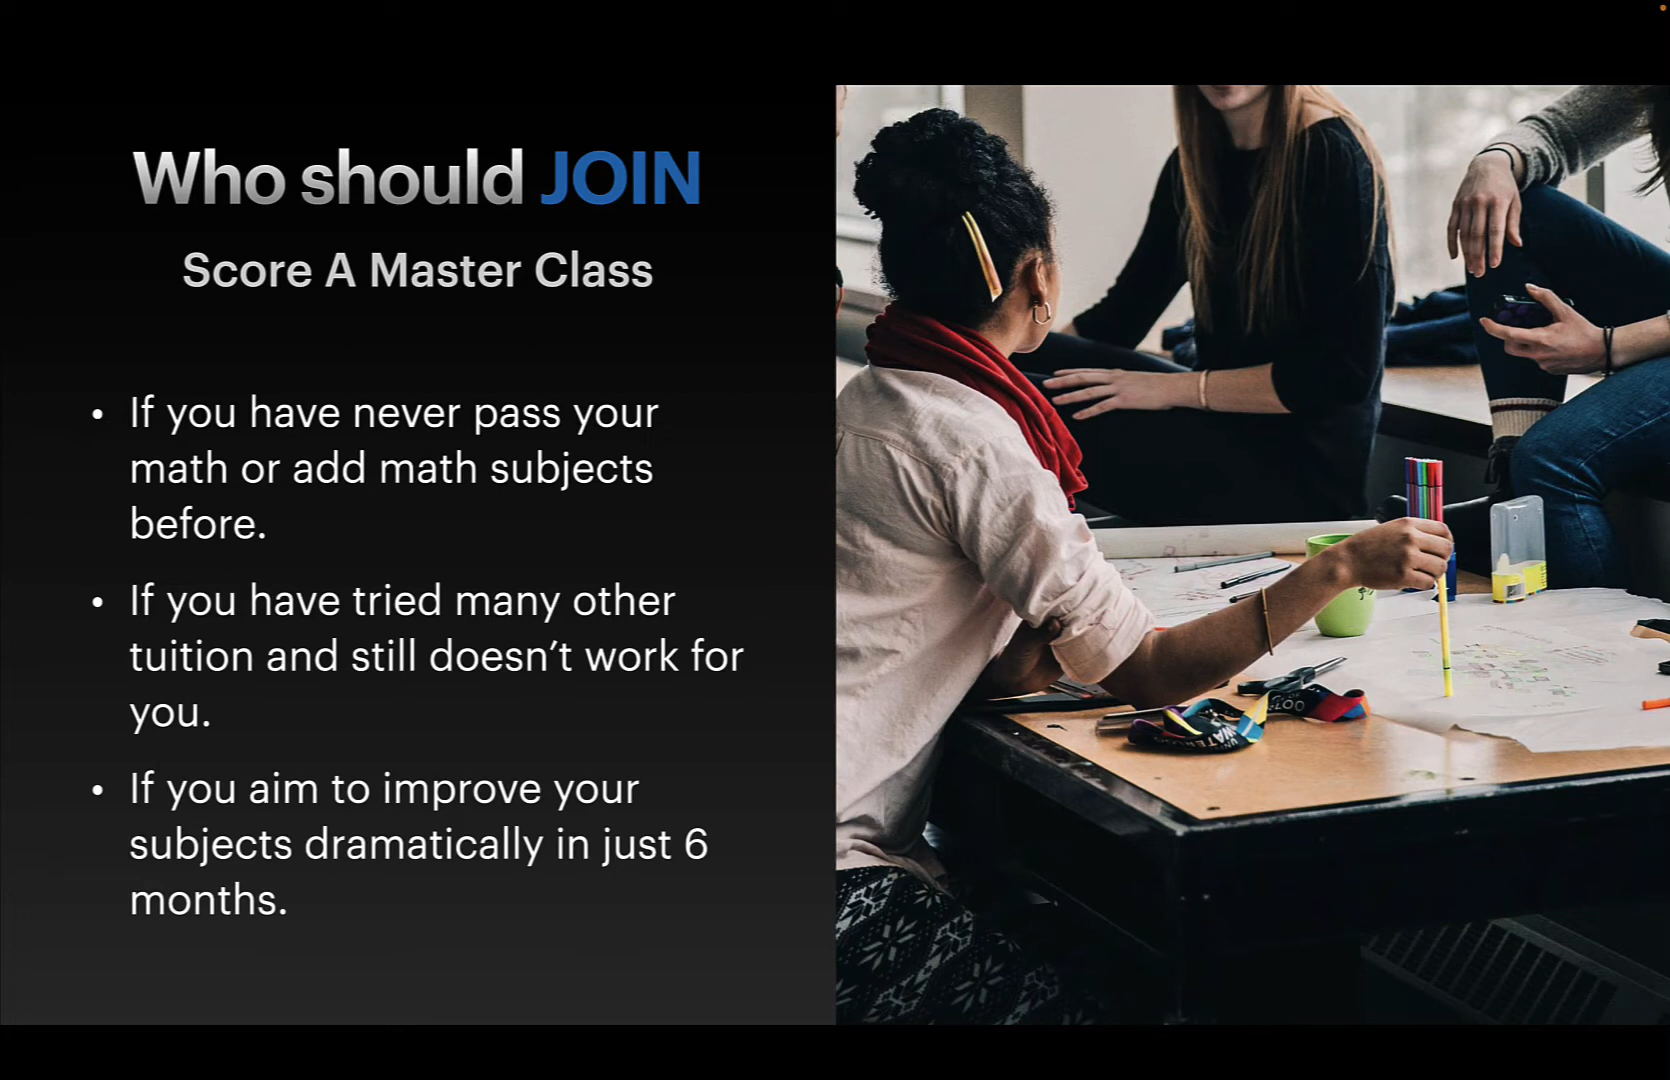 Who should JOIN
Score A Master Class
• If you have never pass your
math or add math subjects
before.
• If you have tried many other
tuition and still doesn’t work for
you.
• If you aim to improve your
subjects dramatically in just 6
months.